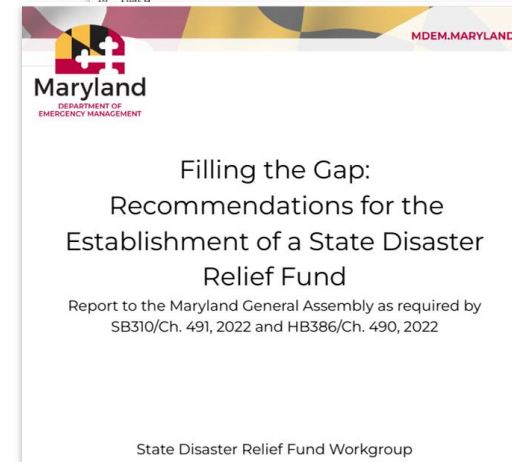 MDEM.MARYLAND
Maryland
DEPARTMENT OF
EMERGENCY MANAGEMENT
Filling the Gap:
Recommendations for the
Establishment of a State Disaster
Relief Fund
Report to the Maryland General Assembly as required by
SB310/Ch. 491, 2022 and HB386/Ch. 490, 2022
State Disaster Relief Fund Workgroup